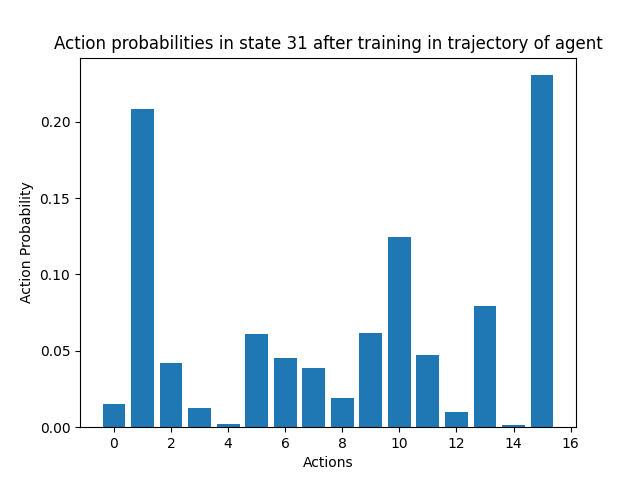 Action probabilities in state 31 after training in trajectory of agent
0.20
0.15
0.10
0.05
0.00
Action Probability
0 2 4 6 8 10 12 14 16
Actions